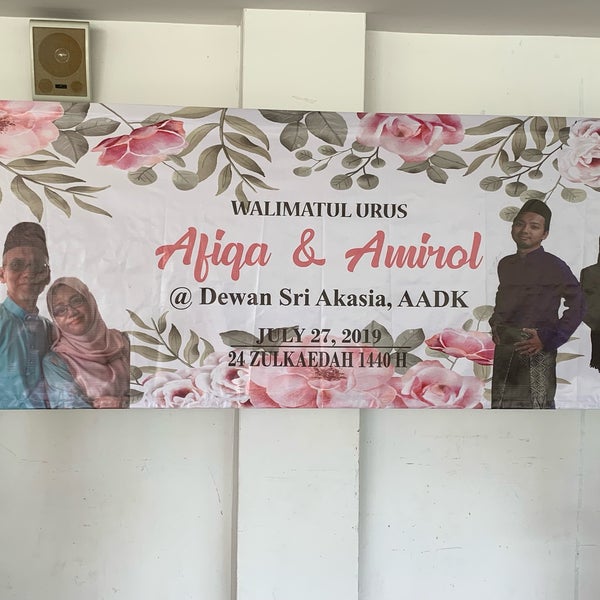 WALIMATUL URUS
Afiqa & Amirol
@ Dewan Sri Akasia, AADK
JULY 27, 2019
24 ZULKAEDAH 1440 H